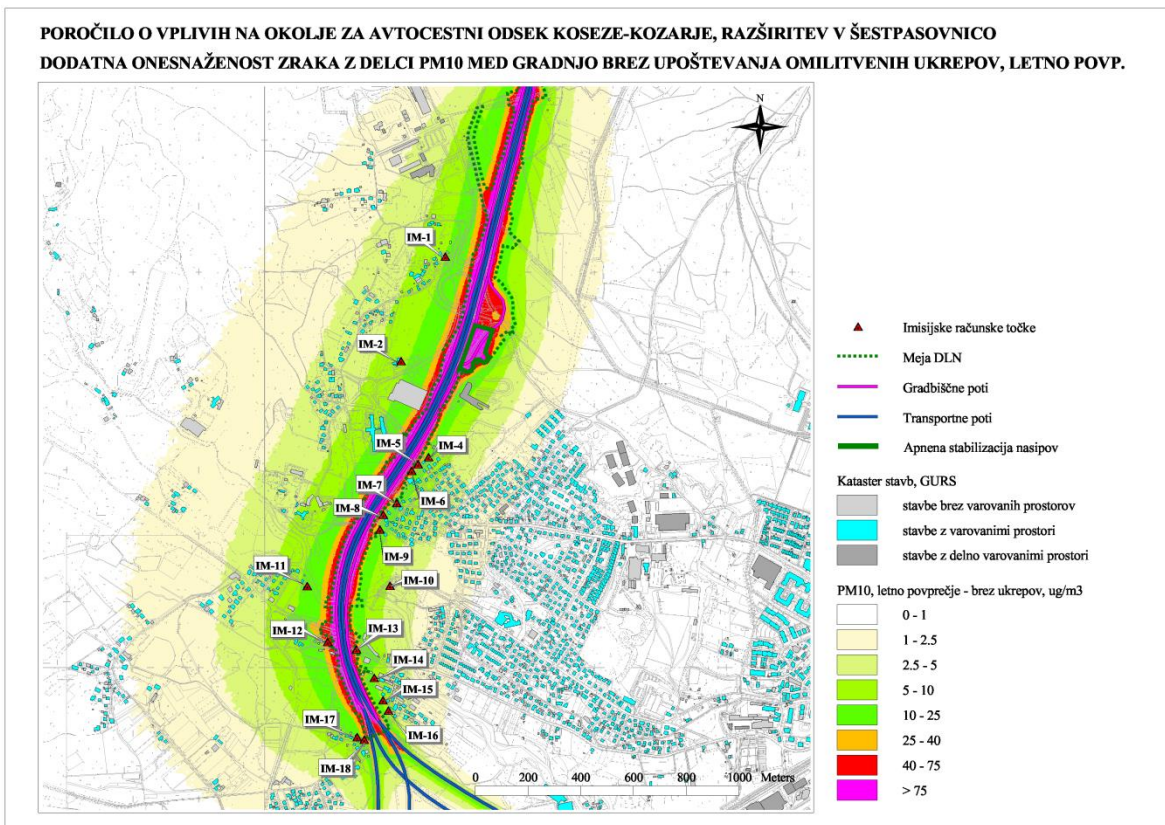 POROČILO O VPLIVIH NA OKOLJE ZA AVTOCESTNI ODSEK KOSEZE-KOZARJE, RAZŠIRITEV V ŠESTPASOVNICO
DODATNA ONESNAŽENOST ZRAKA Z DELCI PM10 MED GRADNJO BREZ UPOŠTEVANJA OMILITVENIH UKREPOV, LETNO POVP.
N
IM-1
IM-2
IM-5
IM-4
IM-7
IM-6
IM-8
IM-9
IM-11
IM-10
IM-12
IM-13
IM-14
IM-15
IM-17
IM-16
IM-18
0 200 400 600 800 1000 Meters
Imisijske računske točke
Meja DLN
Gradbiščne poti
Transportne poti
Apnena stabilizacija nasipov
Kataster stavb, GURS
stavbe brez varovanih prostorov
stavbe z varovanimi prostori
stavbe z delno varovanimi prostori
PM10, letno povprečje - brez ukrepov, ug/m3
0 - 1
1 - 2.5
2.5 - 5
5 - 10
10 - 25
25 - 40
40 - 75
> 75